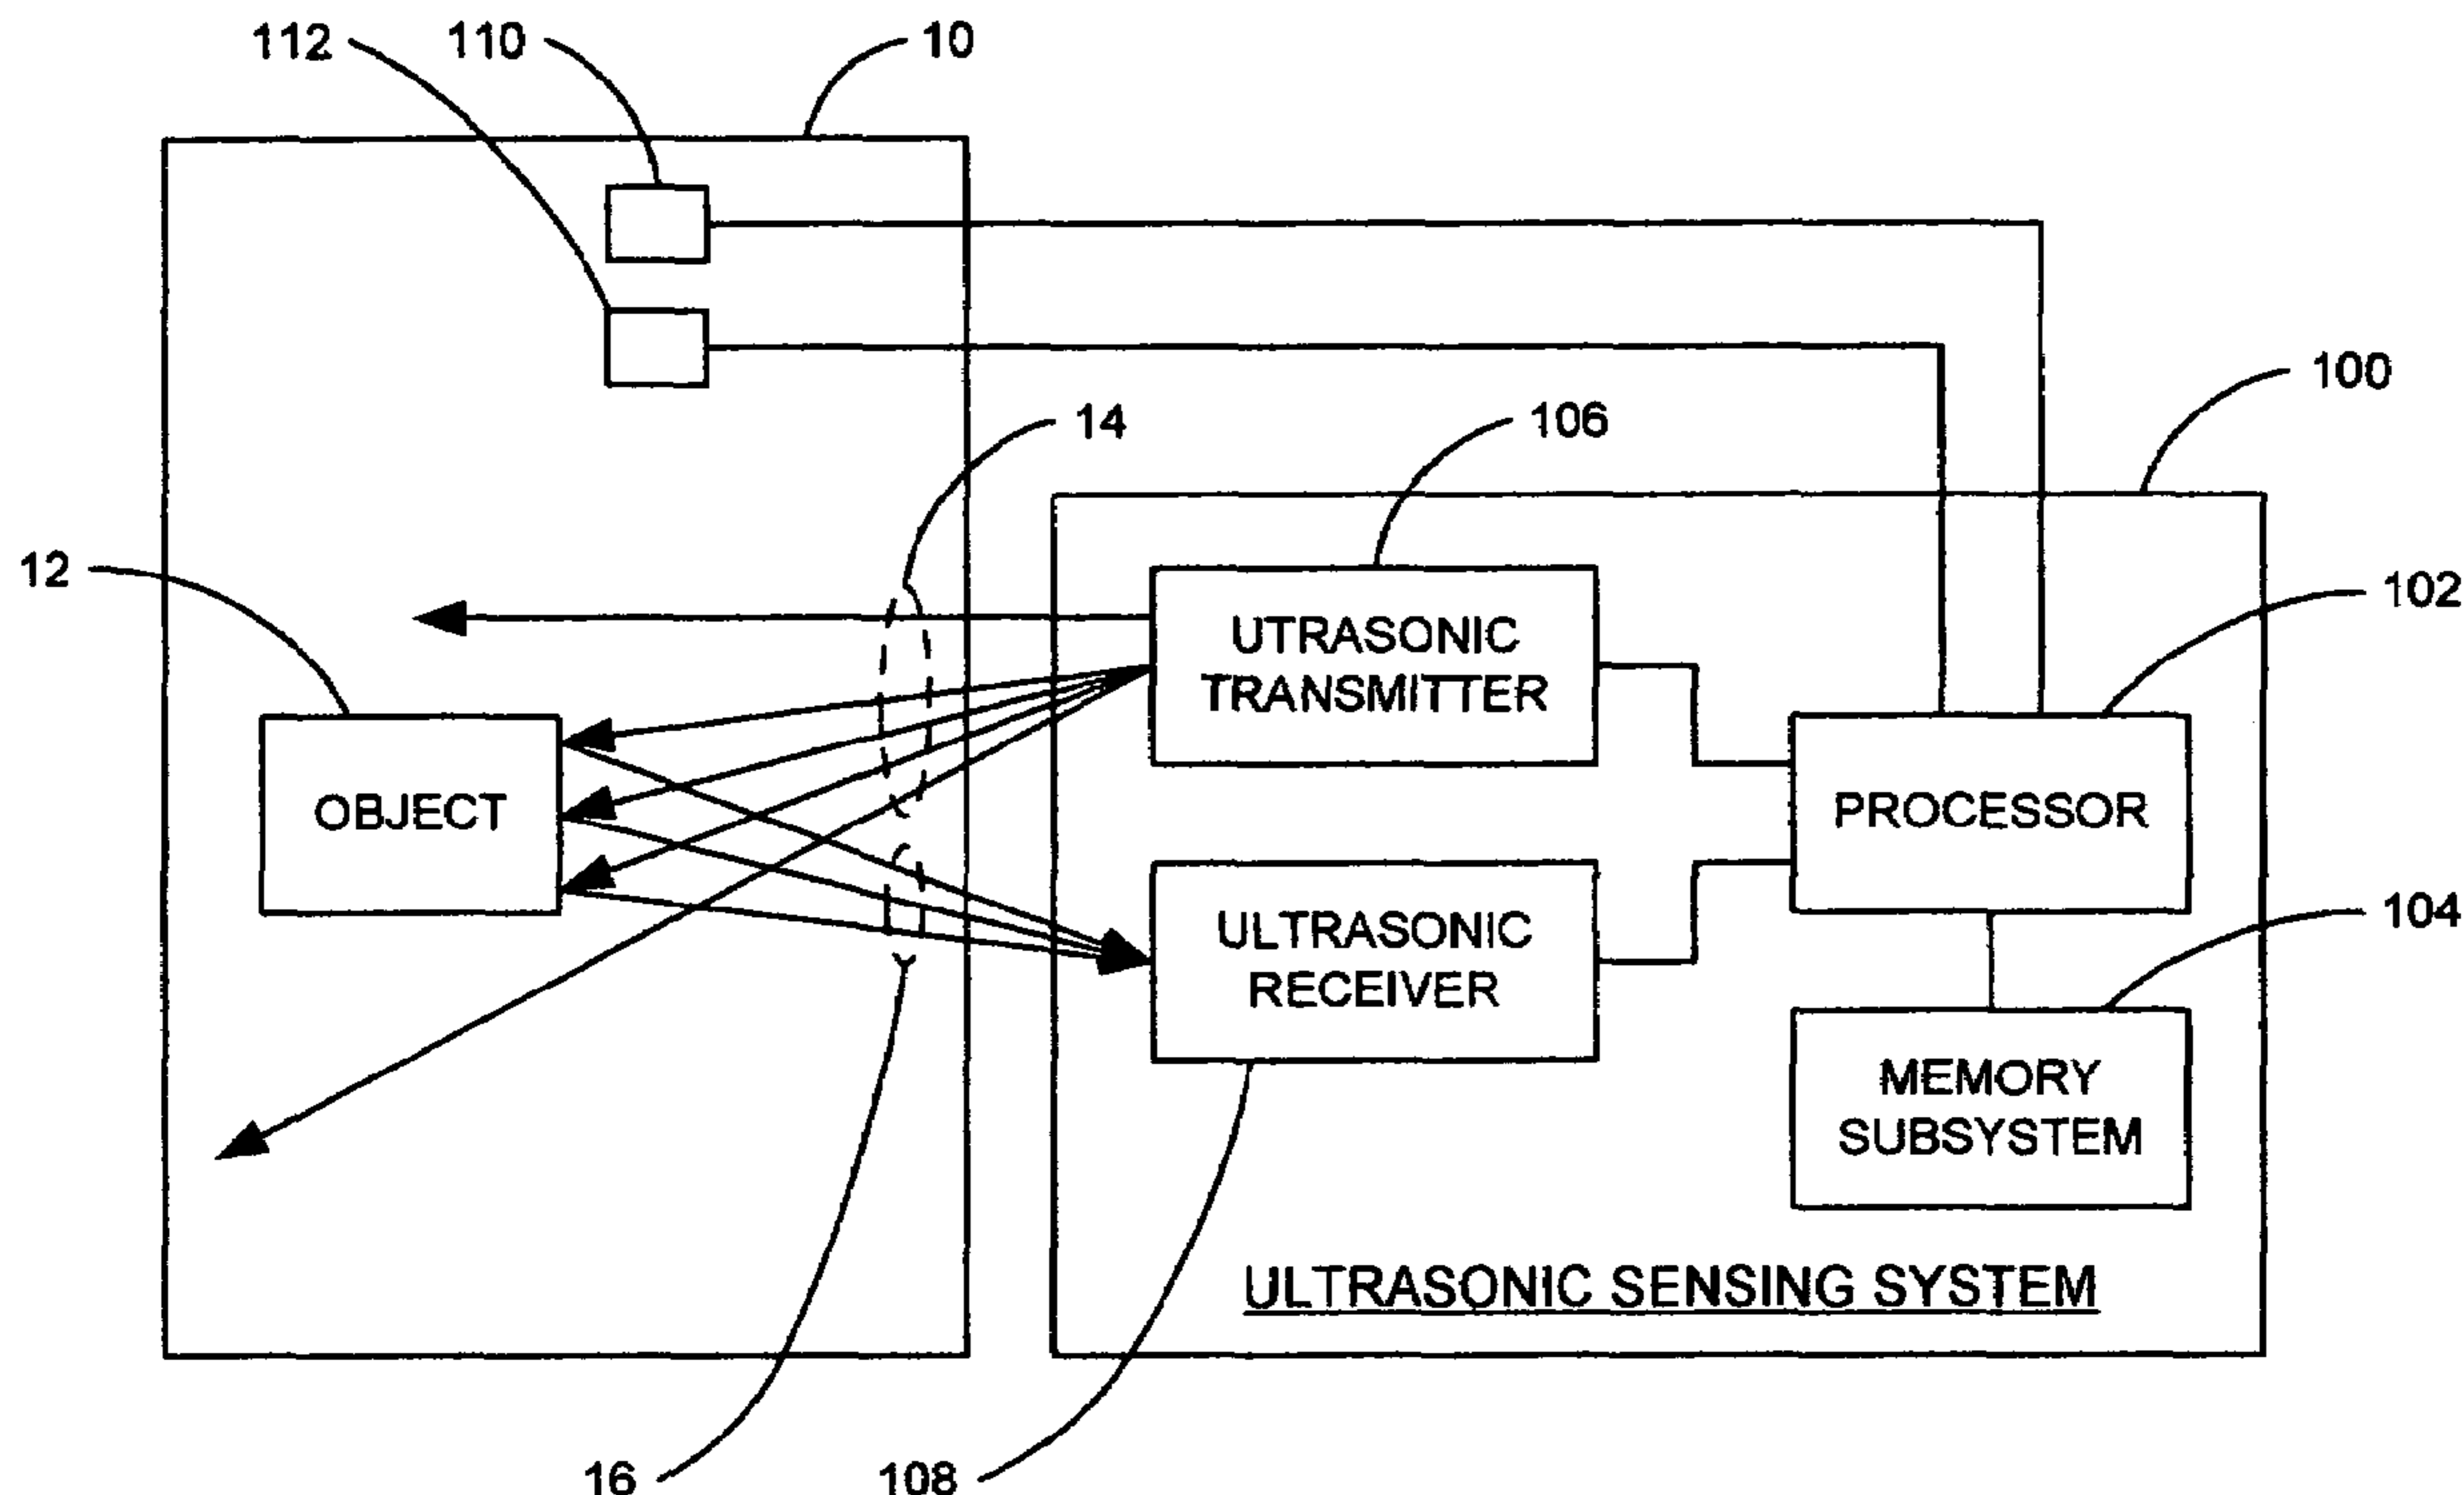 112
110
10
100
14
106
12
102
UTRASONIC
TRANSMITTER
OBJECT
PROCESSOR
104
ULTRASONIC
RECEIVER
MEMORY
SUBSYSTEM
ULTRASONIC SENSING SYSTEM
16
108